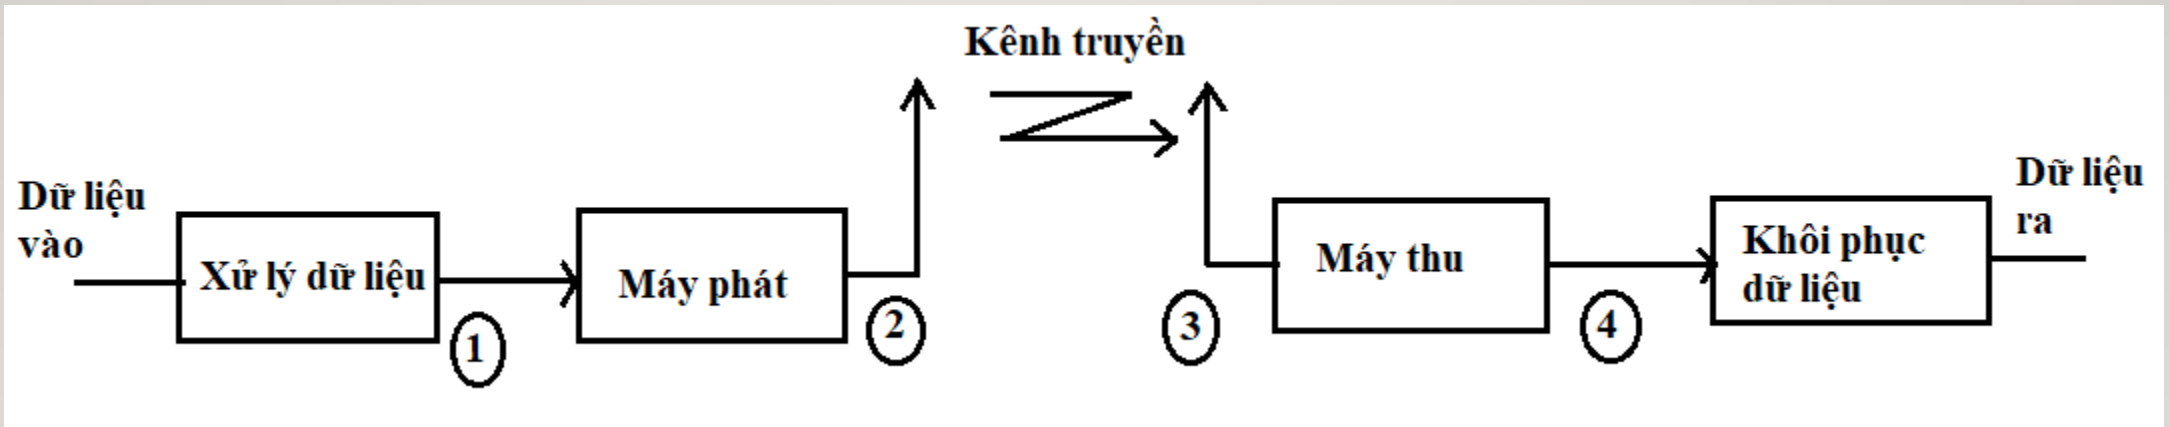 Kênh truyền
Dữ liệu
vào
Xử lý dữ liệu
1
Máy phát
2
3
Máy thu
4
Khôi phục
dữ liệu
Dữ liệu
ra